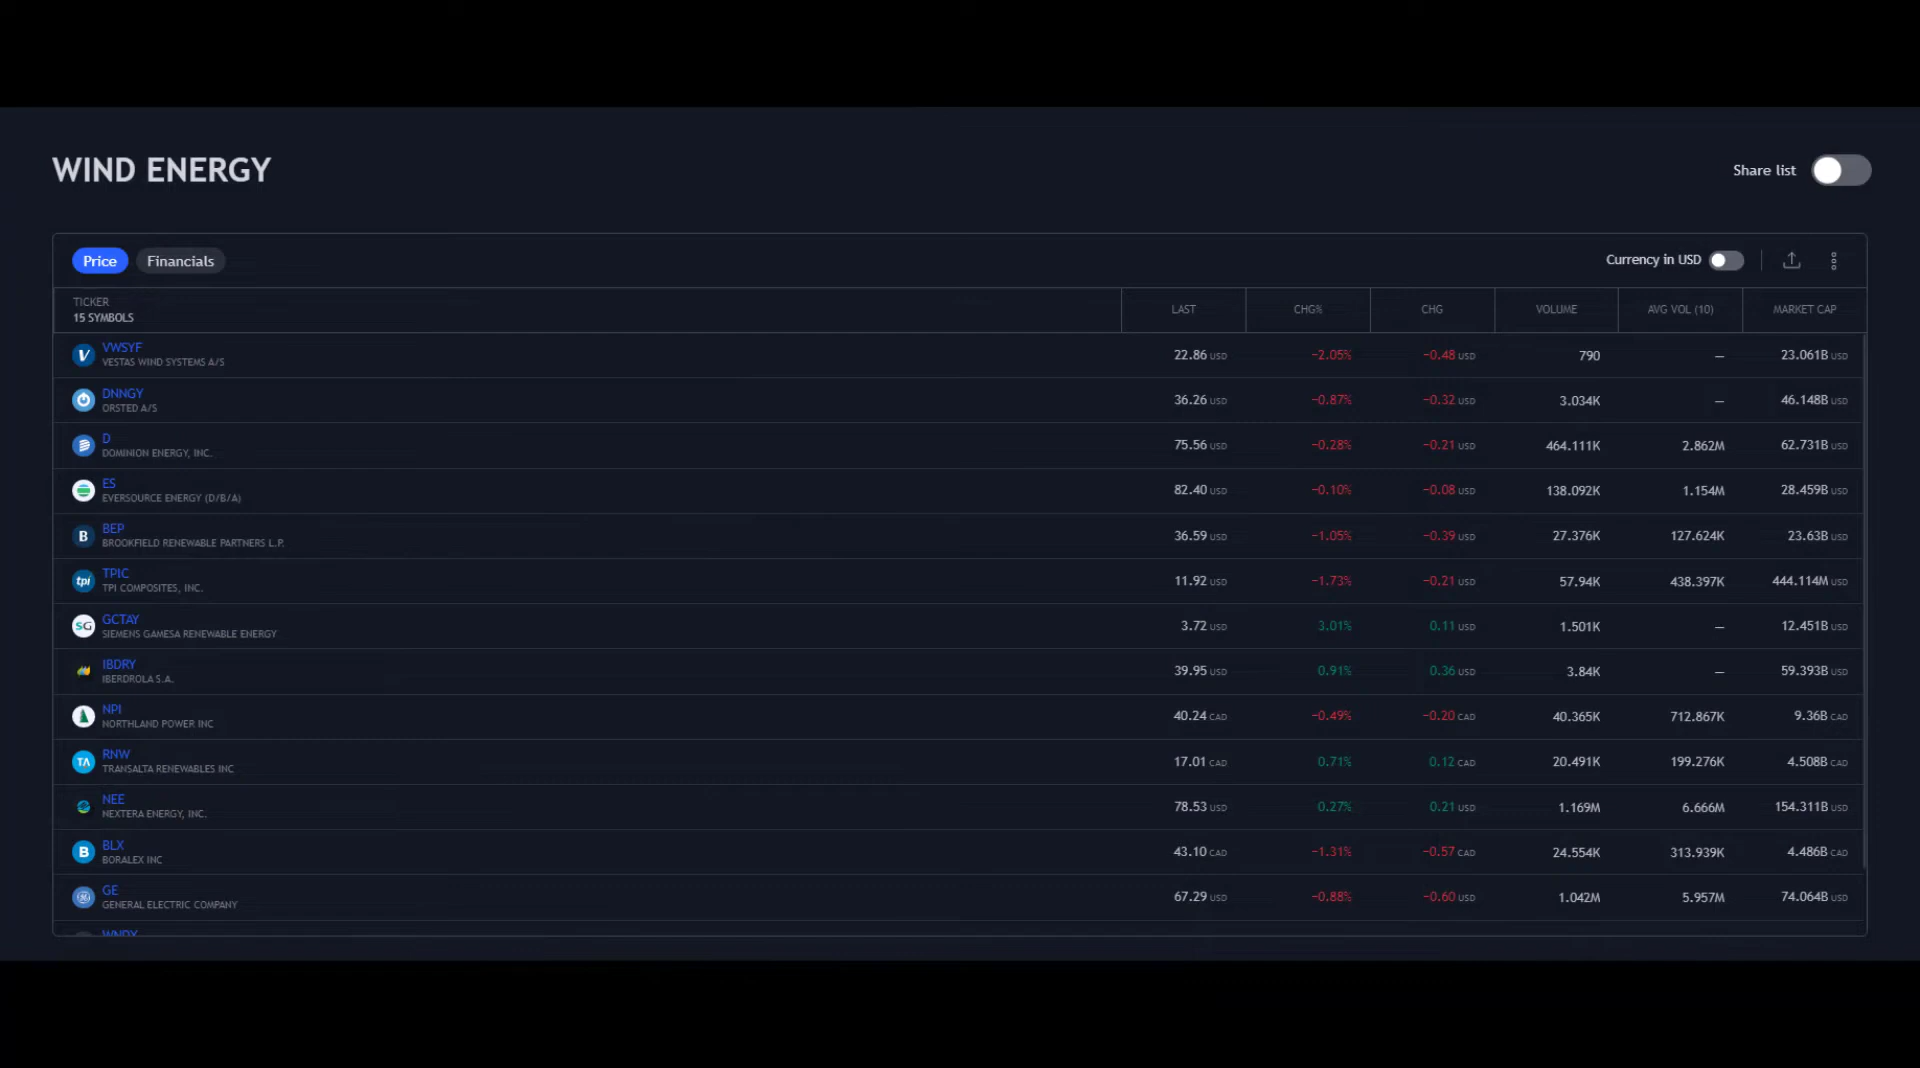 WIND ENERGY
Share list
Price Financials
Currency in USD
TICKER
15 SYMBOLS
LAST CHG% CHG VOLUME AVG VOL (10) MARKET CAP
V VWSYF
VESTAS WIND SYSTEMS A/S
22.86 USD −2.05% −0.48 USD 790 — 23.061B USD
DNNGY
ORSTED A/S
36.26 USD −0.87% −0.32 USD 3.034K — 46.148B USD
D
DOMINION ENERGY, INC.
75.56 USD −0.28% −0.21 USD 464.111K 2.862M 62.731B USD
ES
EVERSOURCE ENERGY (D/B/A)
82.40 USD −0.10% −0.08 USD 138.092K 1.154M 28.459B USD
B BEP
BROOKFIELD RENEWABLE PARTNERS L.P.
36.59 USD −1.05% −0.39 USD 27.376K 127.624K 23.63B USD
tpi TPIC
TPI COMPOSITES, INC.
11.92 USD −1.73% −0.21 USD 57.94K 438.397K 444.114M USD
SG GCTAY
SIEMENS GAMESA RENEWABLE ENERGY
3.72 USD 3.01% 0.11 USD 1.501K — 12.451B USD
IBDRY
IBERDROLA S.A.
39.95 USD 0.91% 0.36 USD 3.84K — 59.393B USD
NPI
NORTHLAND POWER INC
40.24 CAD −0.49% −0.20 CAD 40.365K 712.867K 9.36B CAD
TA RNW
TRANSALTA RENEWABLES INC
17.01 CAD 0.71% 0.12 CAD 20.491K 199.276K 4.508B CAD
NEE
NEXTERA ENERGY, INC.
78.53 USD 0.27% 0.21 USD 1.169M 6.666M 154.311B USD
B BLX
BORALEX INC
43.10 CAD −1.31% −0.57 CAD 24.554K 313.939K 4.486B CAD
GE
GENERAL ELECTRIC COMPANY
67.29 USD −0.88% −0.60 USD 1.042M 5.957M 74.064B USD
WNDY